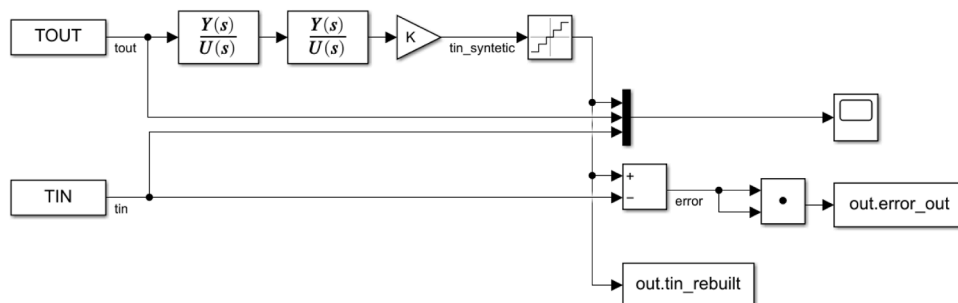 TOUT
tout
Y(s)
U(s)
Y(s)
U(s)
K
tin_syntetic
TIN
tin
+
−
error
out.error_out
out.tin_rebuilt